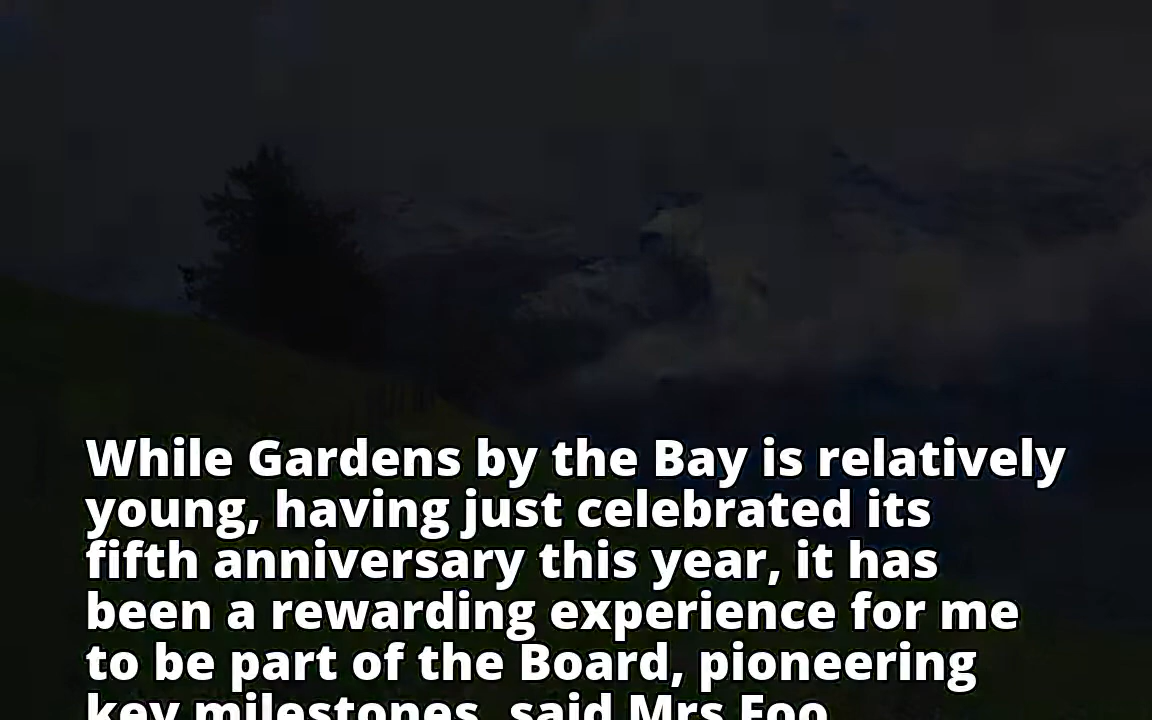 While Gardens by the Bay is relatively
young, having just celebrated its
fifth anniversary this year, it has
been a rewarding experience for me
to be part of the Board, pioneering
key milestones, said Mrs Foo